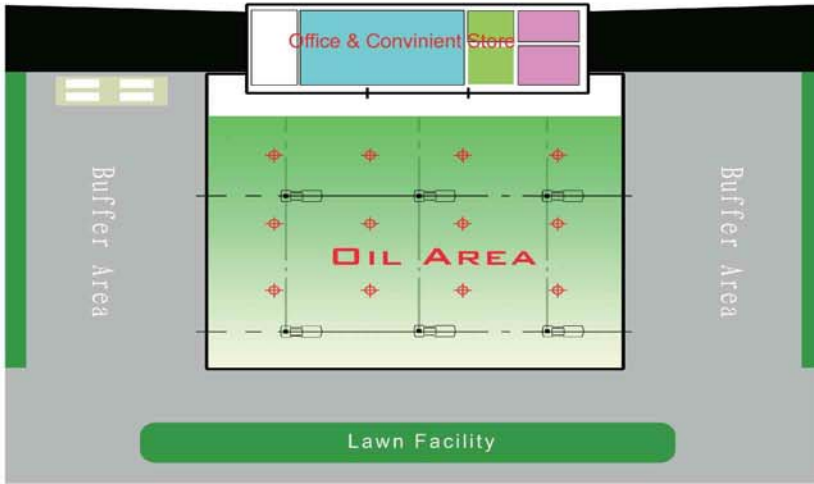 Office & Convinient Store
Buffer Area
OIL AREA
Buffer Area
Lawn Facility